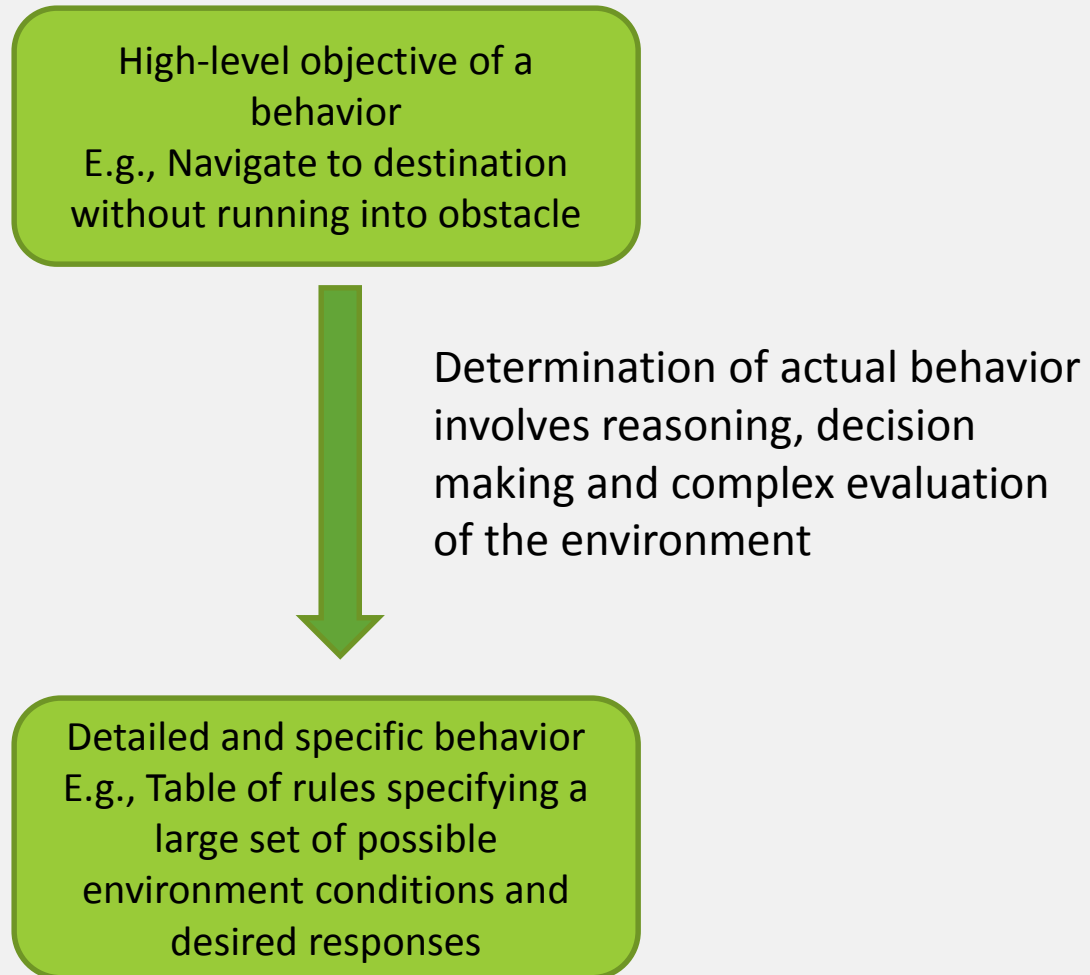 High-level objective of a
behavior
E.g., Navigate to destination
without running into obstacle
Determination of actual behavior
involves reasoning, decision
making and complex evaluation
of the environment
Detailed and specific behavior
E.g., Table of rules specifying a
large set of possible
environment conditions and
desired responses